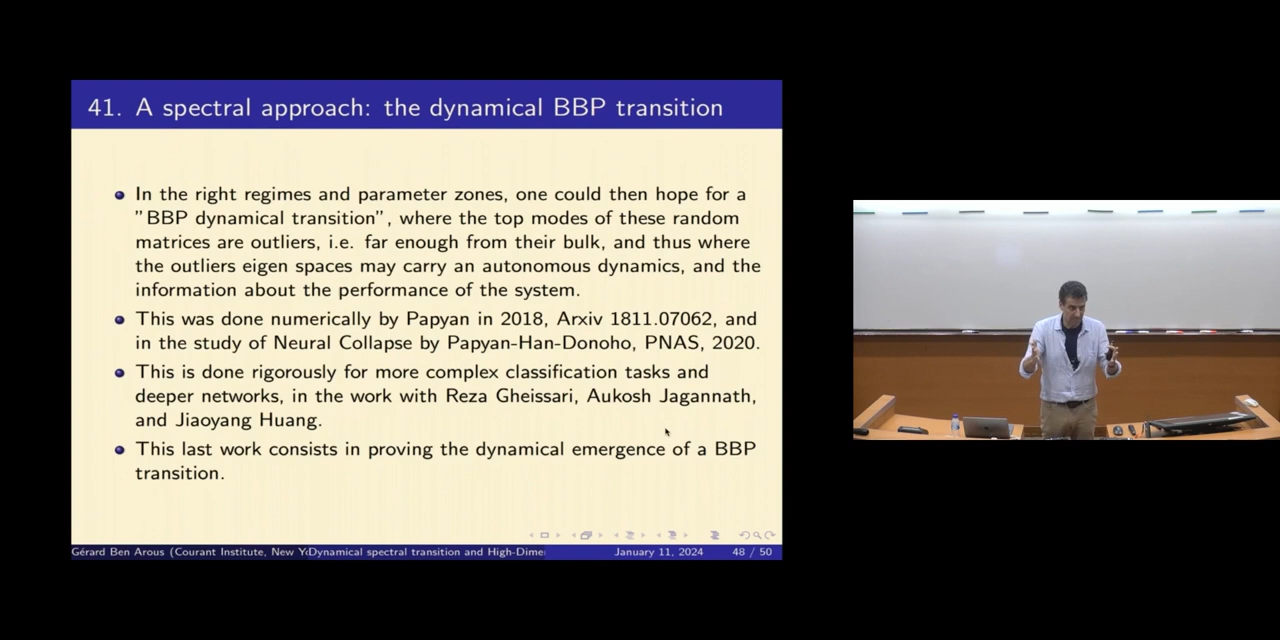 41. A spectral approach: the dynamical BBP transition
In the right regimes and parameter zones, one could then hope for a
"BBP dynamical transition", where the top modes of these random
matrices are outliers, i.e. far enough from their bulk, and thus where
the outliers eigen spaces may carry an autonomous dynamics, and the
information about the performance of the system.
This was done numerically by Papyan in 2018, Arxiv 1811.07062, and
in the study of Neural Collapse by Papyan-Han-Donoho, PNAS, 2020.
This is done rigorously for more complex classification tasks and
deeper networks, in the work with Reza Gheissari, Aukosh Jagannath,
and Jiaoyang Huang.
This last work consists in proving the dynamical emergence of a BBP
transition.
Gérard Ben Arous (Courant Institute, New Yo Dynamical spectral transition and High-Dimen January 11, 2024 48 / 50